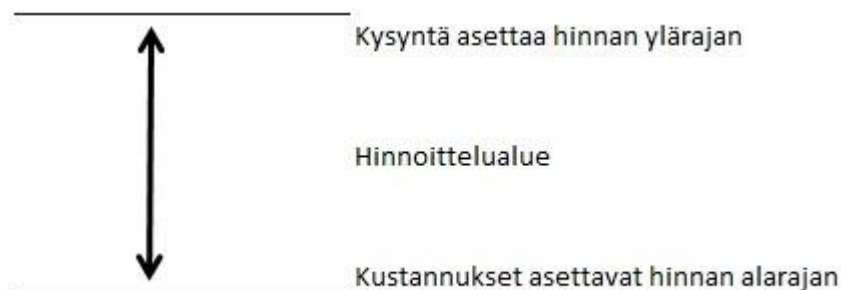 Kysyntä asettaa hinnan ylärajan
Hinnoittelualue
Kustannukset asettavat hinnan alarajan